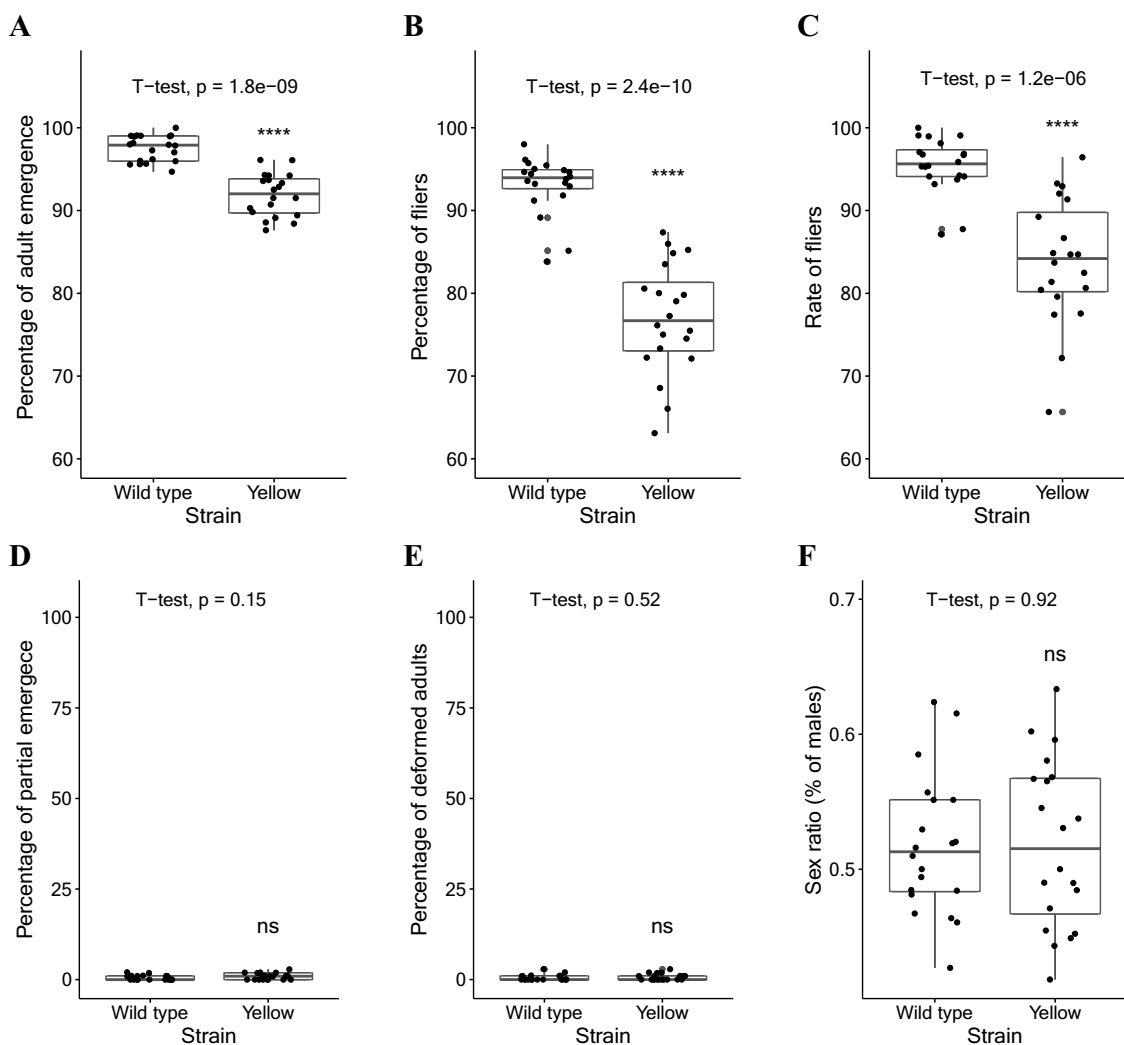 A
T−test, p = 1.8e−09
****
100
90
80
70
60
Percentage of adult emergence
Wild type
Yellow
Strain
B
T−test, p = 2.4e−10
****
100
90
80
70
60
Percentage of fliers
Wild type
Yellow
Strain
C
T−test, p = 1.2e−06
****
100
90
80
70
60
Rate of fliers
Wild type
Yellow
Strain
D
T−test, p = 0.15
100
75
50
25
0
ns
Percentage of partial emergece
Wild type
Yellow
Strain
E
T−test, p = 0.52
100
75
50
25
0
ns
Percentage of deformed adults
Wild type
Yellow
Strain
F
T−test, p = 0.92
ns
0.7
0.6
0.5
Sex ratio (% of males)
Wild type
Yellow
Strain